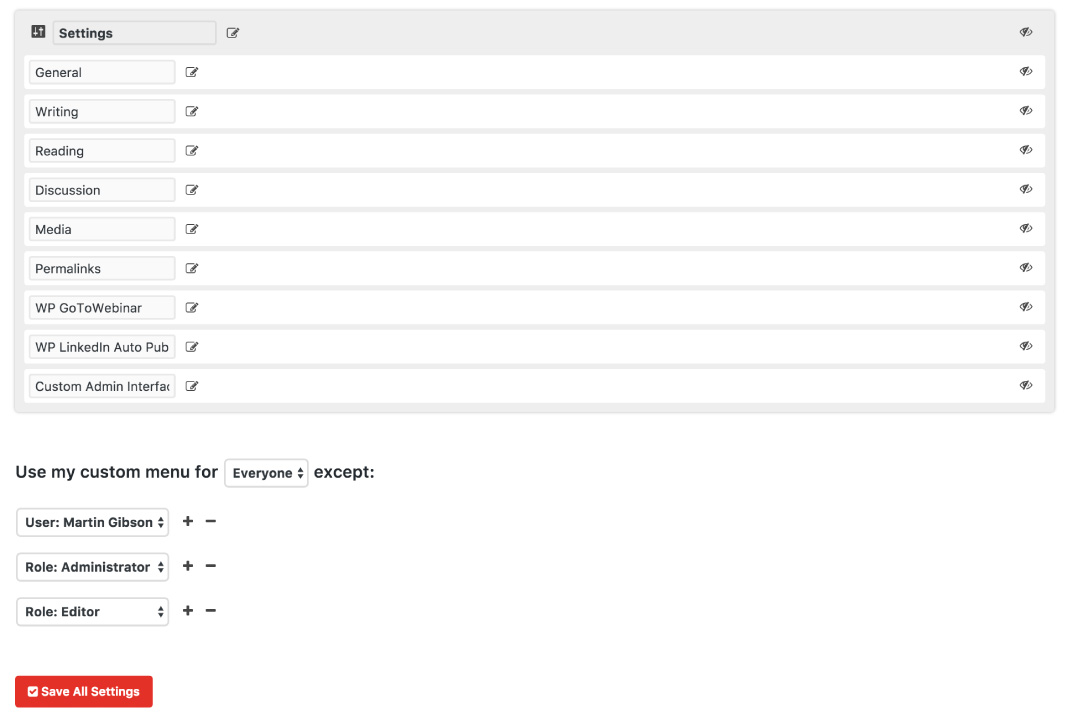 Settings
General
Writing
Reading
Discussion
Media
Permalinks
WP GoToWebinar
WP LinkedIn Auto Pub
Custom Admin Interfac
Use my custom menu for Everyone except:
User: Martin Gibson
Role: Administrator
Role: Editor
Save All Settings